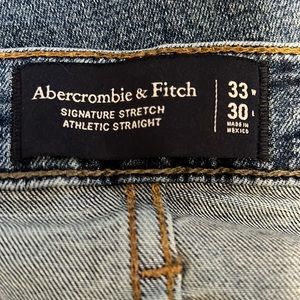 Abercrombie & Fitch
SIGNATURE STRETCH
ATHLETIC STRAIGHT
33 W
30 L
MADE IN
MEXICO